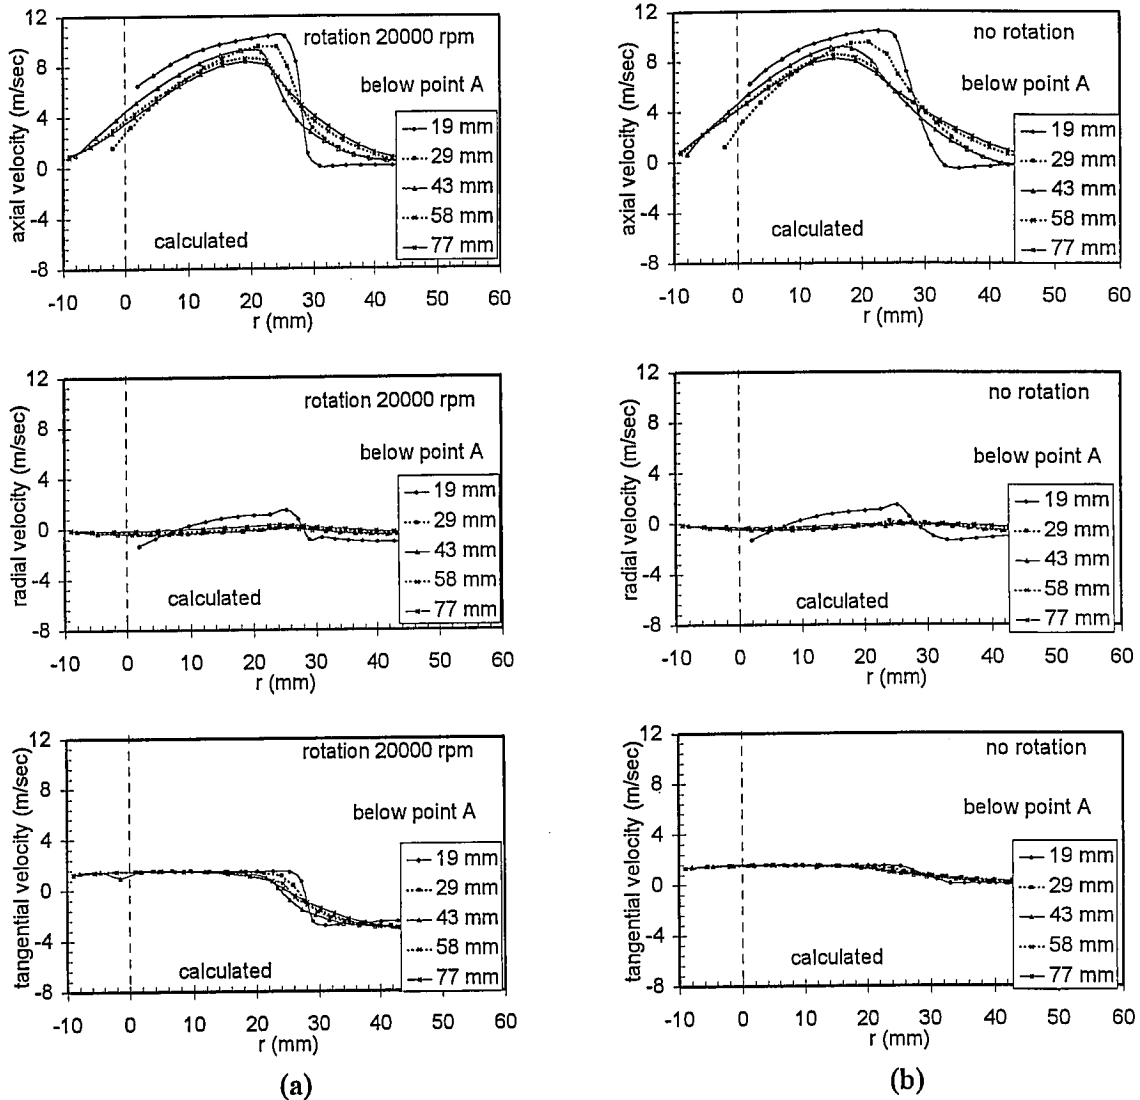 axial velocity (m/sec)
12
8
4
0
-4
-8
rotation 20000 rpm
below point A
19 mm
29 mm
43 mm
58 mm
77 mm
calculated
-10 0 10 20 30 40 50 60
r (mm)
axial velocity (m/sec)
12
8
4
0
-4
-8
no rotation
below point A
19 mm
29 mm
43 mm
58 mm
77 mm
calculated
-10 0 10 20 30 40 50 60
r (mm)
radial velocity (m/sec)
12
8
4
0
-4
-8
rotation 20000 rpm
below point A
19 mm
29 mm
43 mm
58 mm
77 mm
calculated
-10 0 10 20 30 40 50 60
r (mm)
radial velocity (m/sec)
12
8
4
0
-4
-8
no rotation
below point A
19 mm
29 mm
43 mm
58 mm
77 mm
calculated
-10 0 10 20 30 40 50 60
r (mm)
tangential velocity (m/sec)
12
8
4
0
-4
-8
rotation 20000 rpm
below point A
19 mm
29 mm
43 mm
58 mm
77 mm
calculated
-10 0 10 20 30 40 50 60
r (mm)
tangential velocity (m/sec)
12
8
4
0
-4
-8
no rotation
below point A
19 mm
29 mm
43 mm
58 mm
77 mm
calculated
-10 0 10 20 30 40 50 60
r (mm)
(a)
(b)